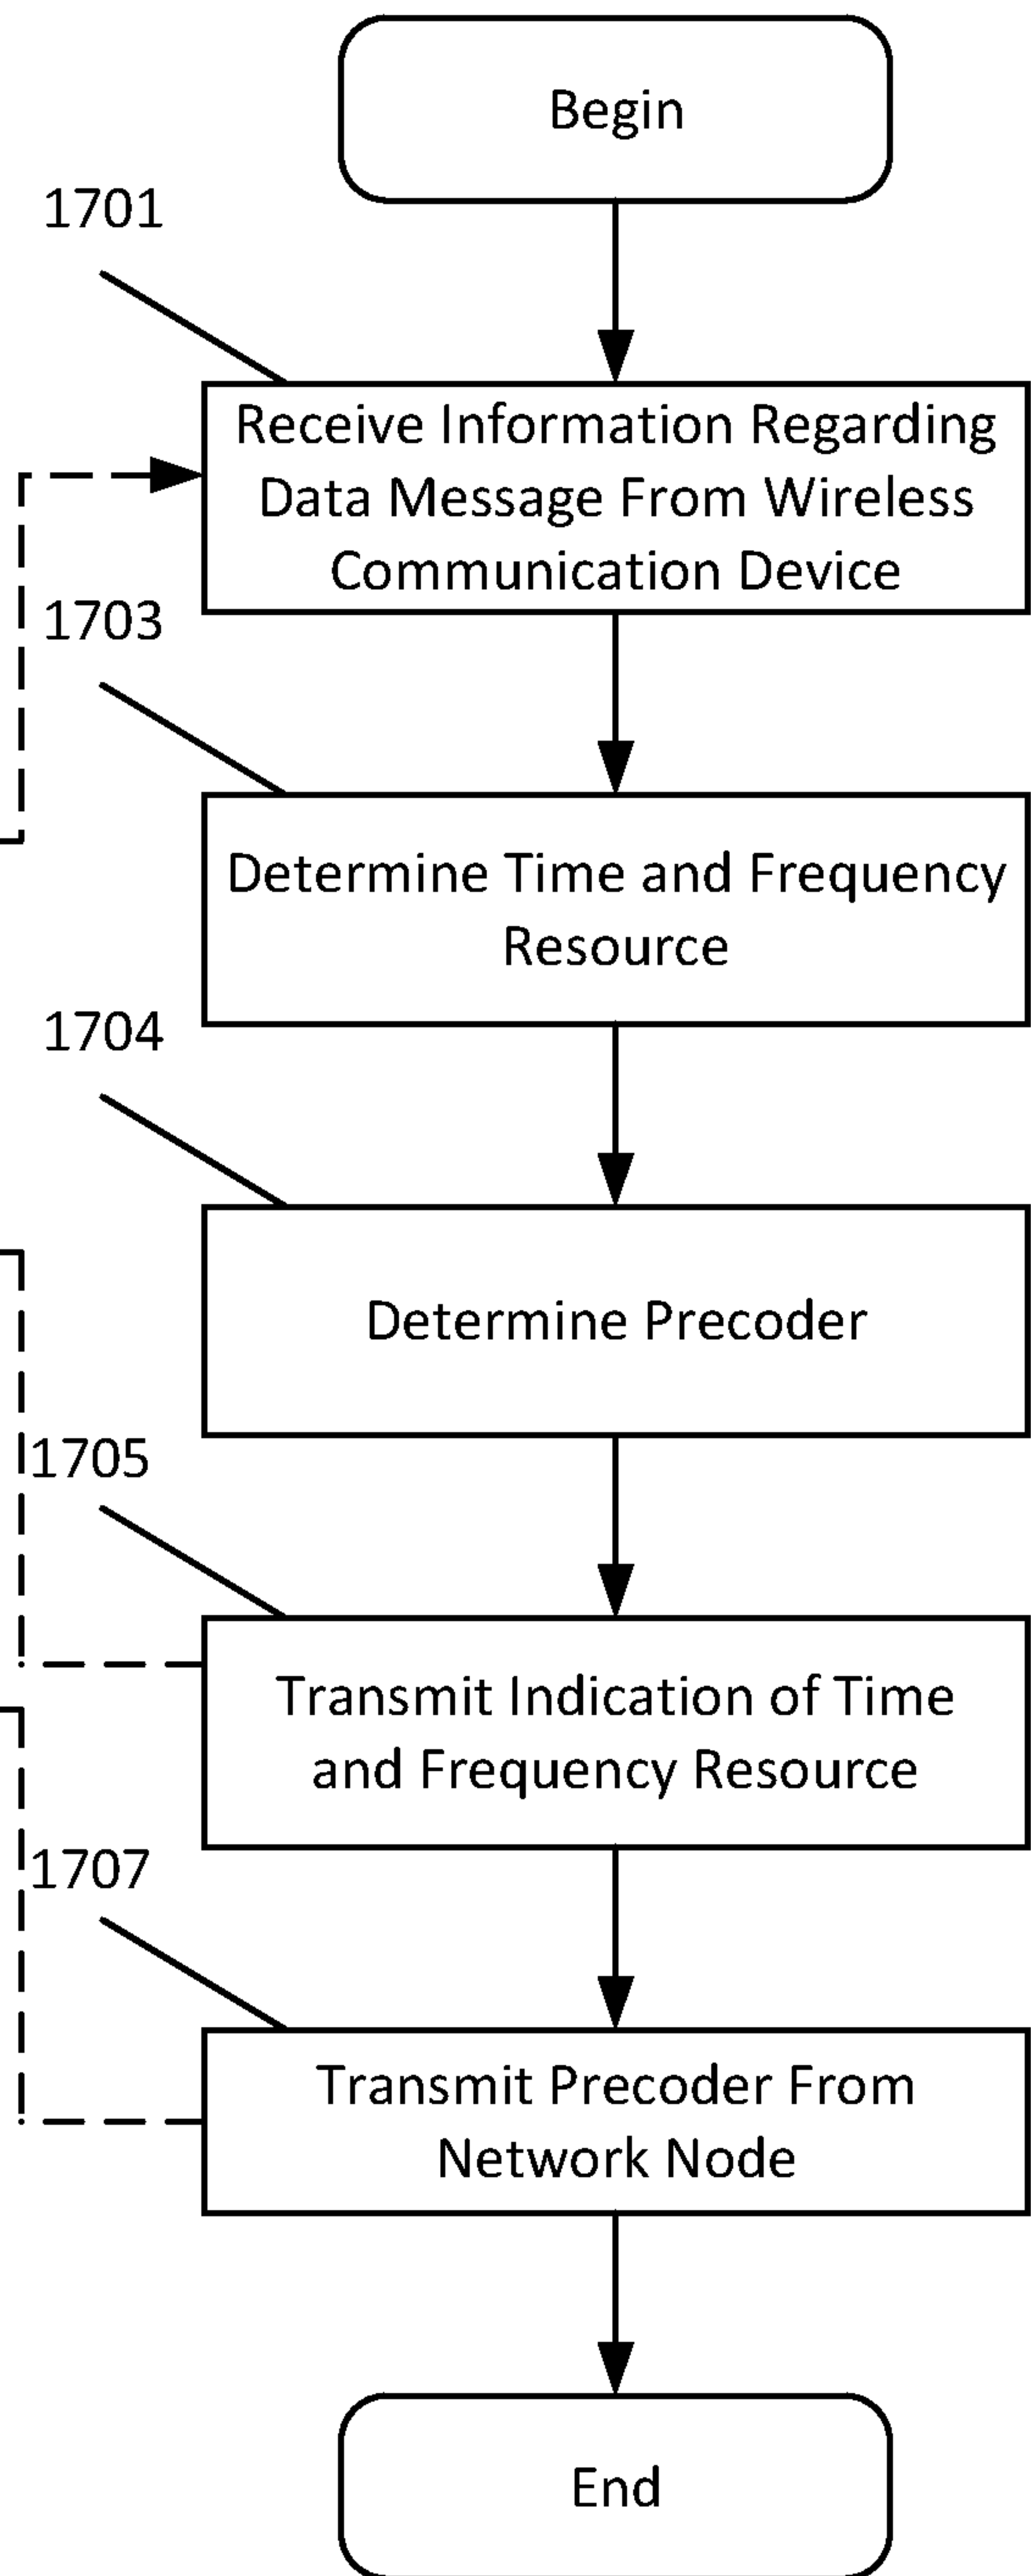 Begin
1701
Receive Information Regarding
Data Message From Wireless
Communication Device
1703
Determine Time and Frequency
Resource
1704
Determine Precoder
1705
Transmit Indication of Time
and Frequency Resource
1707
Transmit Precoder From
Network Node
End